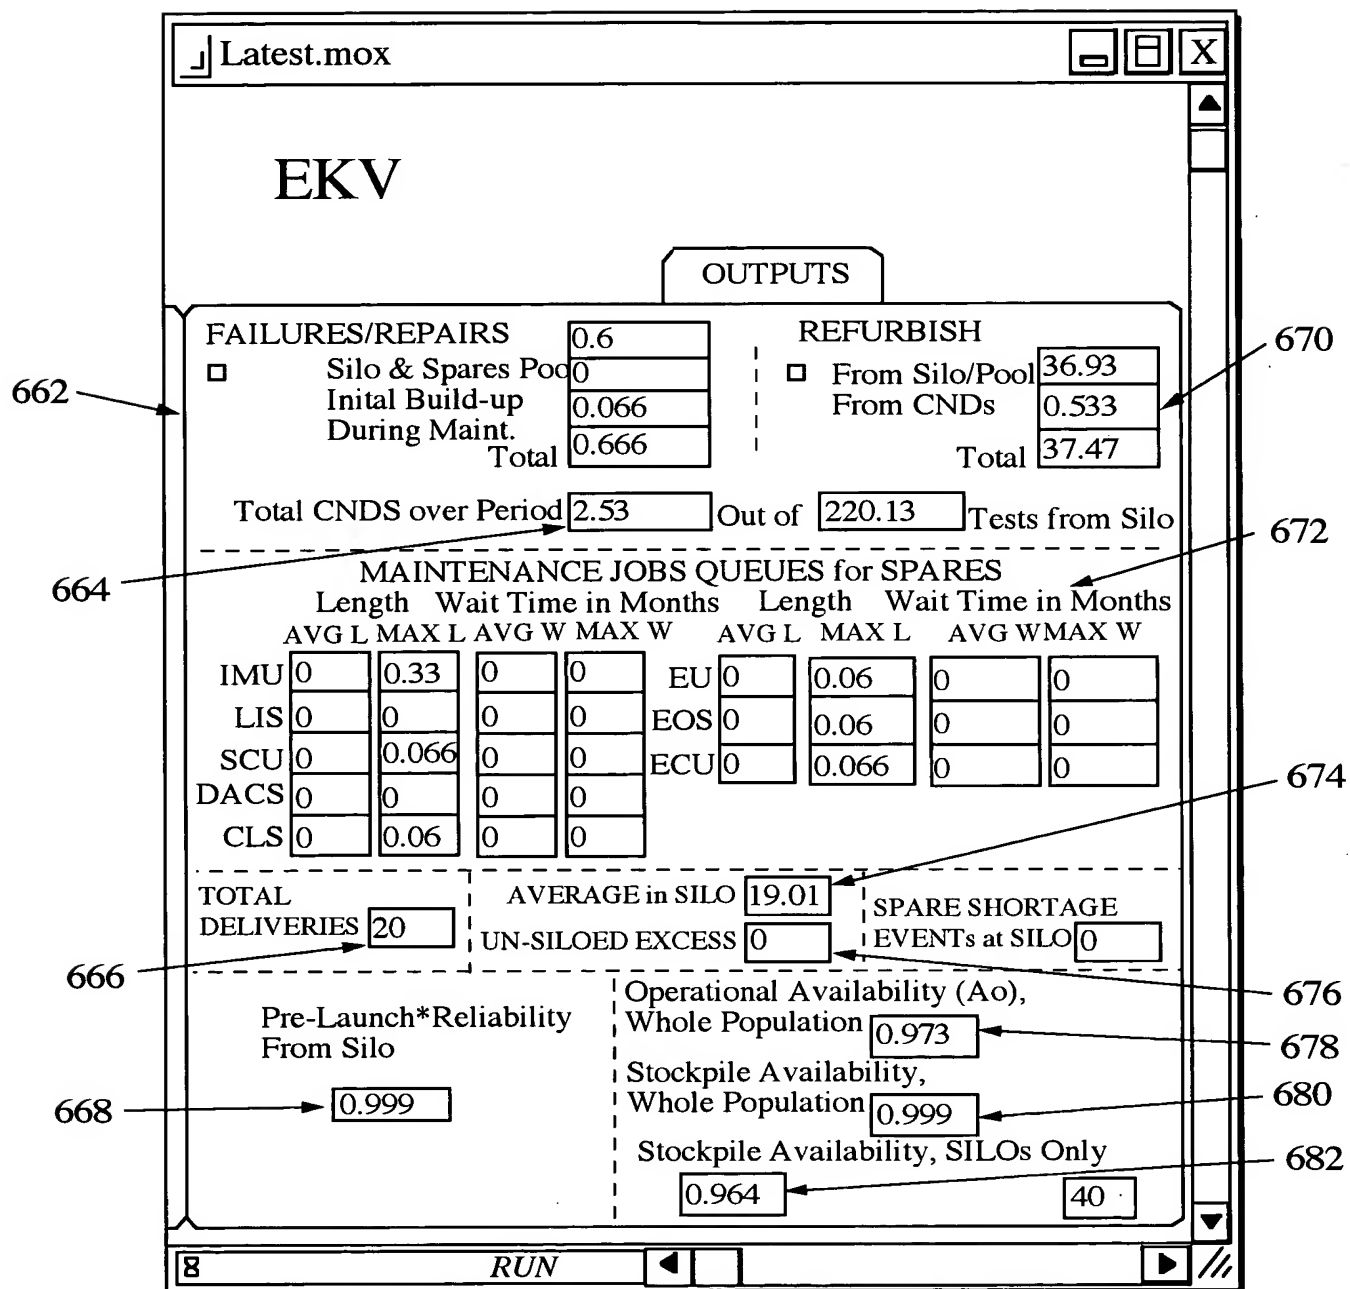 Latest.mox X
EKV
OUTPUTS
FAILURES/REPAIRS 0.6 REFURBISH
Silo & Spares Poo 0 From Silo/Pool 36.93
Inital Build-up 0.066 From CNDs 0.533
During Maint.
Total 0.666 Total 37.47
Total CNDS over Period 2.53 Out of 220.13 Tests from Silo
MAINTENANCE JOBS QUEUES for SPARES
Length Wait Time in Months Length Wait Time in Months
AVG L MAX L AVG W MAX W AVG L MAX L AVG W MAX W
IMU 0 0.33 0 0 EU 0 0.06 0 0
LIS 0 0 0 0 EOS 0 0.06 0 0
SCU 0 0.066 0 0 ECU 0 0.066 0 0
DACS 0 0 0 0
CLS 0 0.06 0 0
TOTAL
DELIVERIES 20
AVERAGE in SILO 19.01
UN-SILOED EXCESS 0
SPARE SHORTAGE
EVENTs at SILO 0
Pre-Launch*Reliability
From Silo
0.999
Operational Availability (Ao),
Whole Population 0.973
Stockpile Availability,
Whole Population 0.999
Stockpile Availability, SILOs Only
0.964 40
8 RUN
662
664
666
668
670
672
674
676
678
680
682